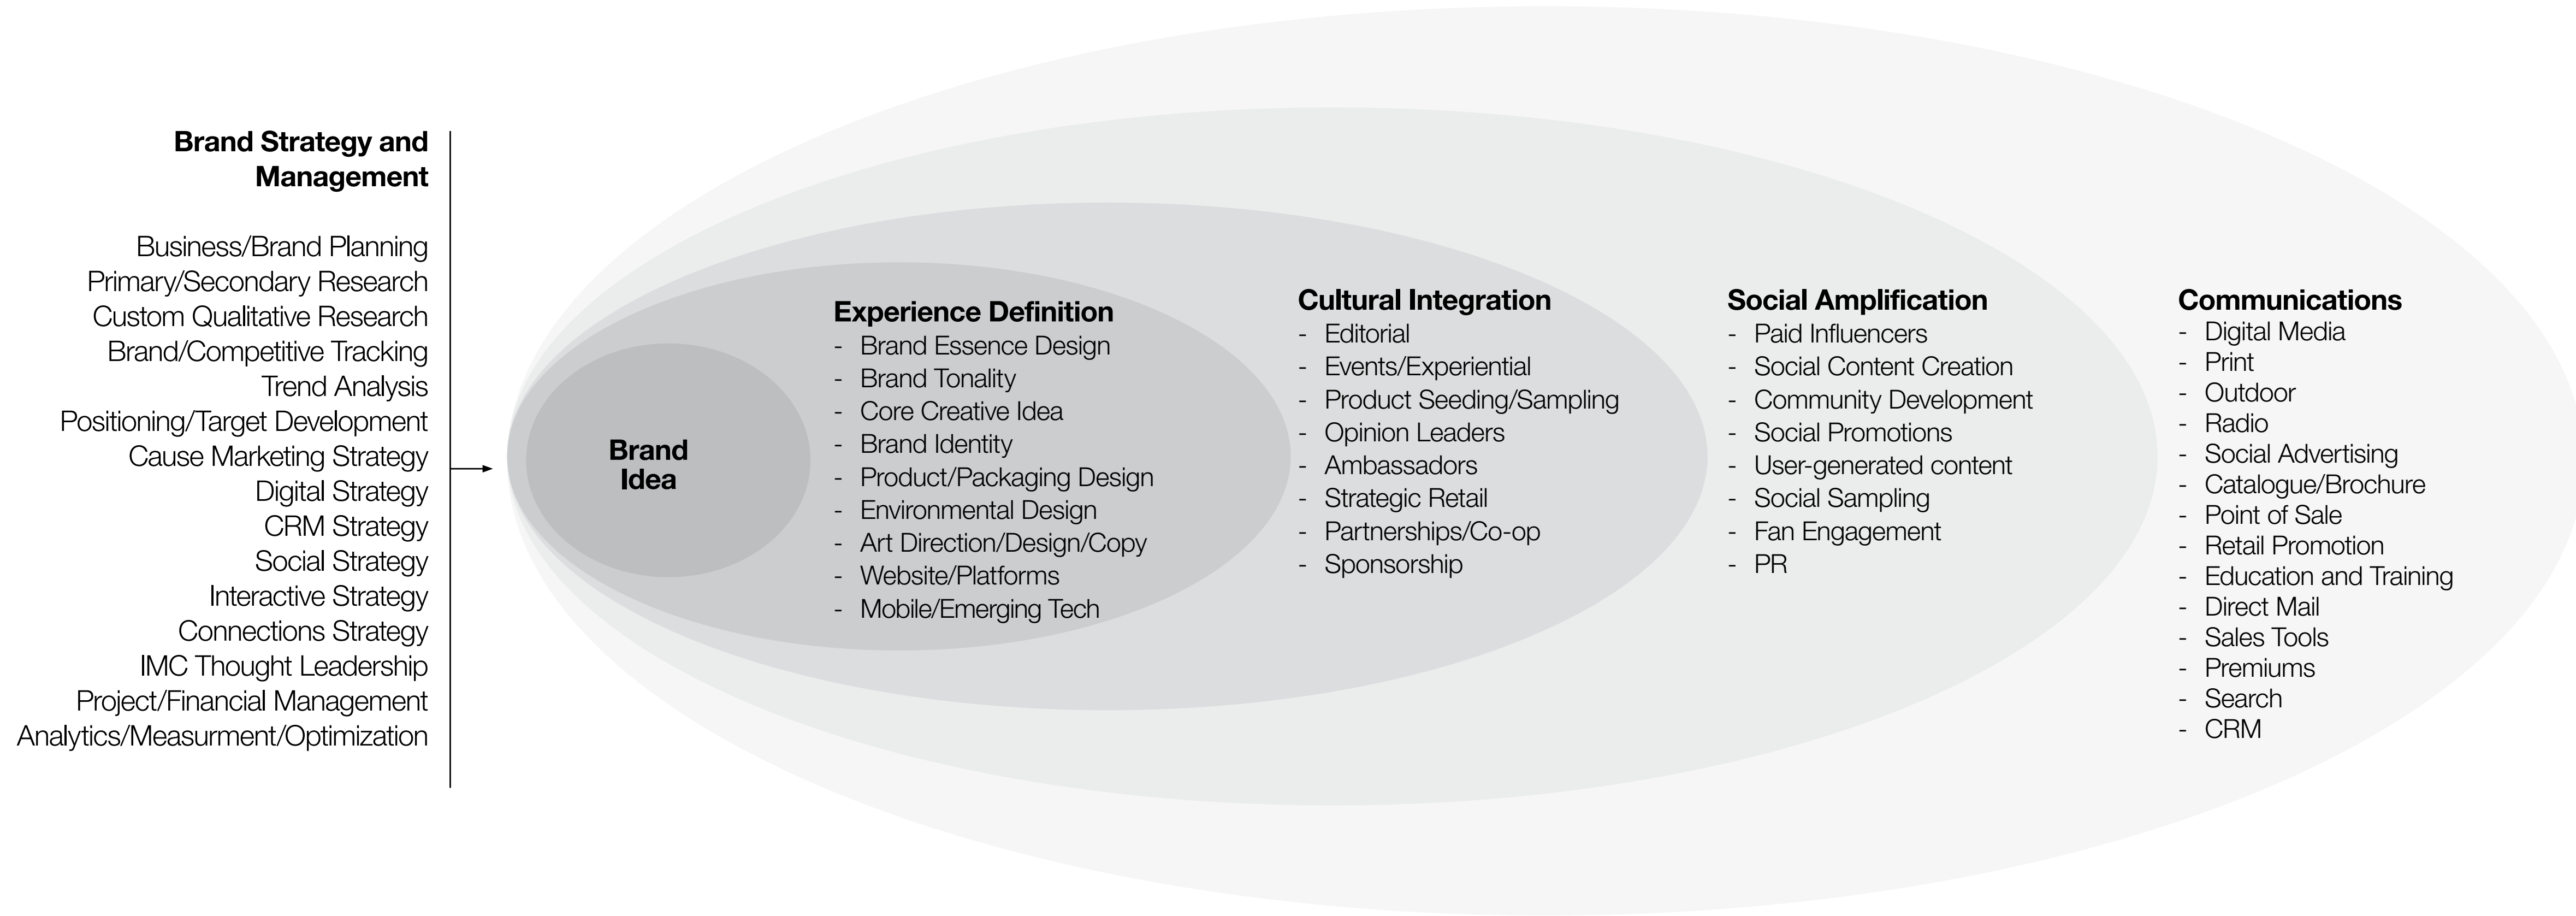 Brand Strategy and
Management
Business/Brand Planning
Primary/Secondary Research
Custom Qualitative Research
Brand/Competitive Tracking
Trend Analysis
Positioning/Target Development
Cause Marketing Strategy
Digital Strategy
CRM Strategy
Social Strategy
Interactive Strategy
Connections Strategy
IMC Thought Leadership
Project/Financial Management
Analytics/Measurment/Optimization
Brand
Idea
Experience Definition
- Brand Essence Design
- Brand Tonality
- Core Creative Idea
- Brand Identity
- Product/Packaging Design
- Environmental Design
- Art Direction/Design/Copy
- Website/Platforms
- Mobile/Emerging Tech
Cultural Integration
- Editorial
- Events/Experiential
- Product Seeding/Sampling
- Opinion Leaders
- Ambassadors
- Strategic Retail
- Partnerships/Co-op
- Sponsorship
Social Amplification
- Paid Influencers
- Social Content Creation
- Community Development
- Social Promotions
- User-generated content
- Social Sampling
- Fan Engagement
- PR
Communications
- Digital Media
- Print
- Outdoor
- Radio
- Social Advertising
- Catalogue/Brochure
- Point of Sale
- Retail Promotion
- Education and Training
- Direct Mail
- Sales Tools
- Premiums
- Search
- CRM